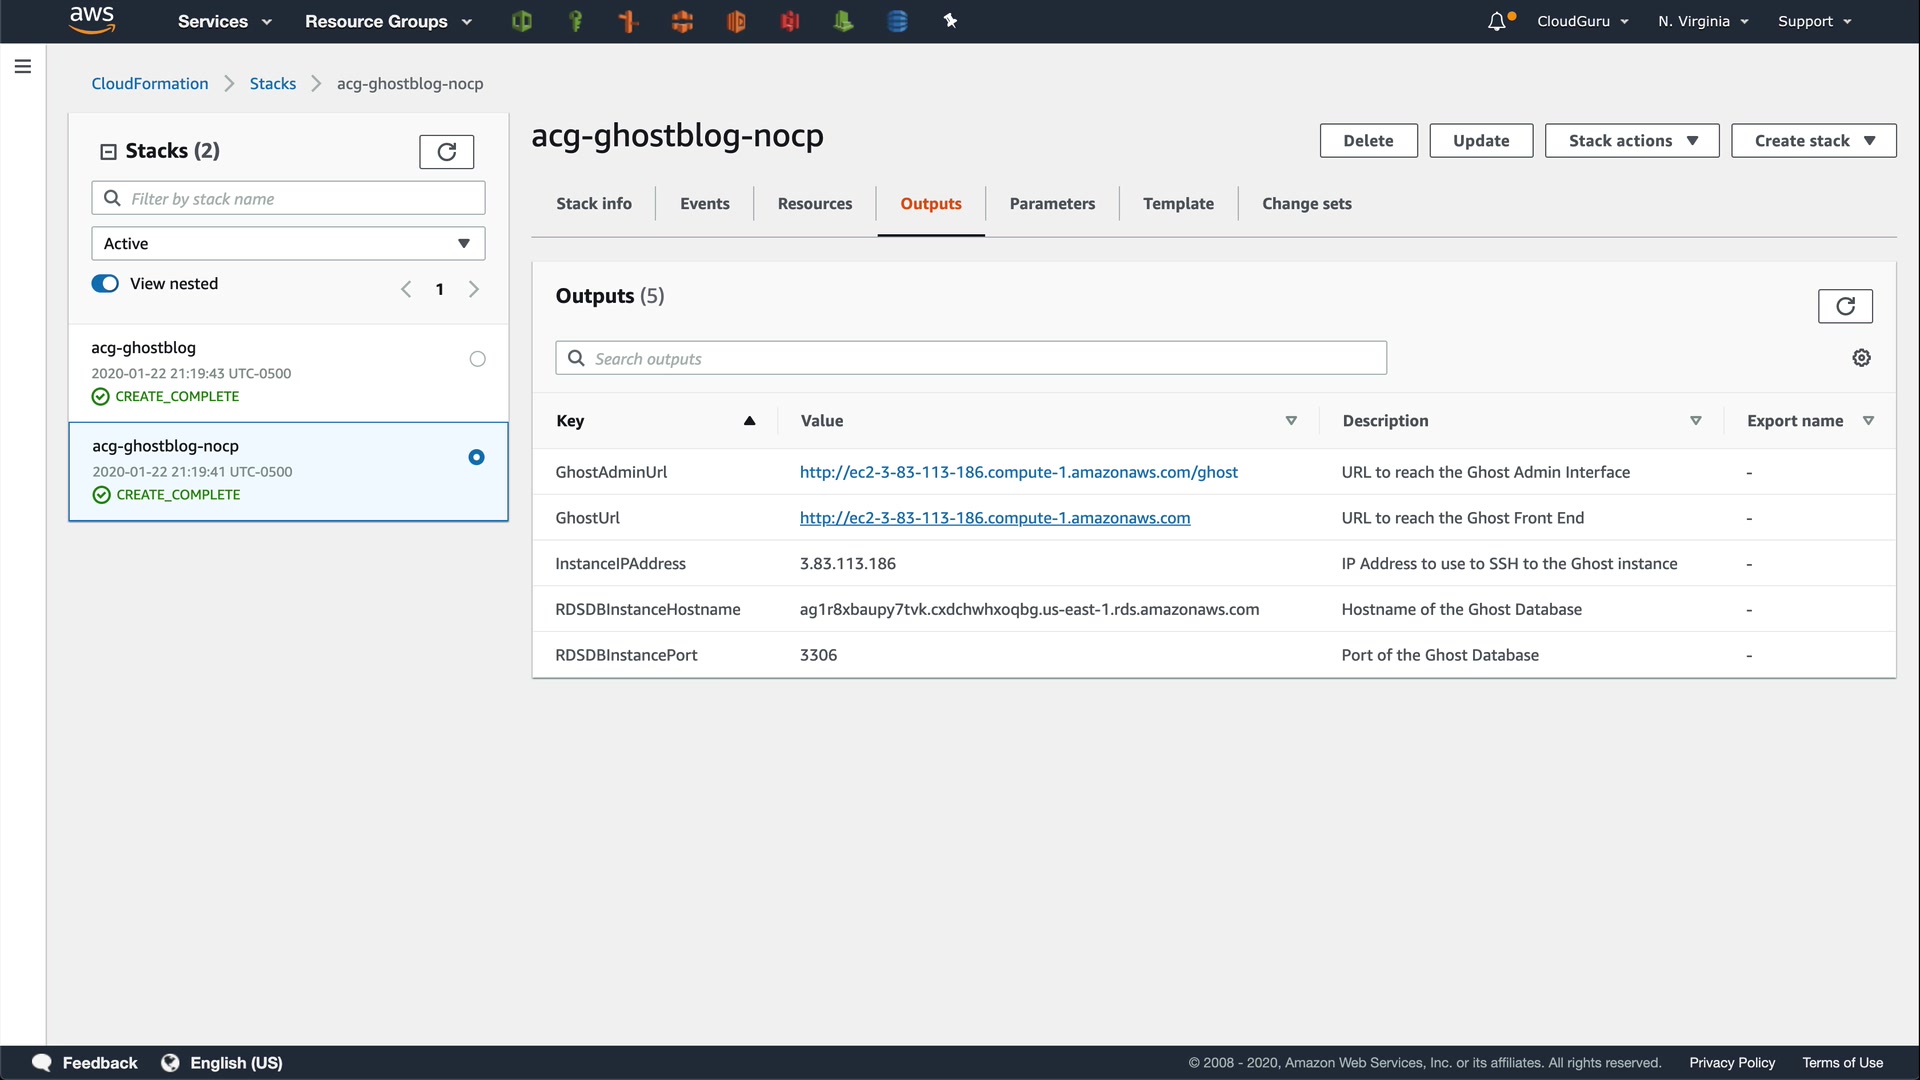 aws Services Resource Groups CloudGuru N. Virginia Support
CloudFormation Stacks acg-ghostblog-nocp
Stacks (2)
Filter by stack name
Active
View nested 1
acg-ghostblog
2020-01-22 21:19:43 UTC-0500
CREATE_COMPLETE
acg-ghostblog-nocp
2020-01-22 21:19:41 UTC-0500
CREATE_COMPLETE
acg-ghostblog-nocp
Delete Update Stack actions Create stack
Stack info Events Resources Outputs Parameters Template Change sets
Outputs (5)
Search outputs
Key Value Description Export name
GhostAdminUrl http://ec2-3-83-113-186.compute-1.amazonaws.com/ghost URL to reach the Ghost Admin Interface -
GhostUrl http://ec2-3-83-113-186.compute-1.amazonaws.com URL to reach the Ghost Front End -
InstanceIPAddress 3.83.113.186 IP Address to use to SSH to the Ghost instance -
RDSDBInstanceHostname ag1r8xbaupy7tvk.cxdchwhxoqbg.us-east-1.rds.amazonaws.com Hostname of the Ghost Database -
RDSDBInstancePort 3306 Port of the Ghost Database -
Feedback English (US) © 2008 - 2020, Amazon Web Services, Inc. or its affiliates. All rights reserved. Privacy Policy Terms of Use